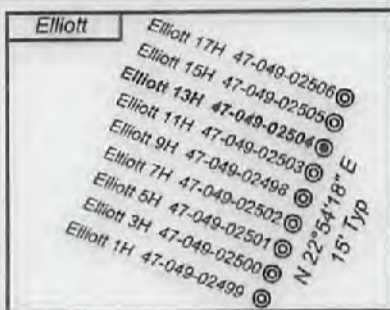 Elliott
Elliott 17H 47-049-02506
Elliott 15H 47-049-02505
Elliott 13H 47-049-02504
Elliott 11H 47-049-02503
Elliott 9H 47-049-02498
Elliott 7H 47-049-02502
Elliott 5H 47-049-02501
Elliott 3H 47-049-02500
Elliott 1H 47-049-02499
N 22°54'18" E
15' Typ